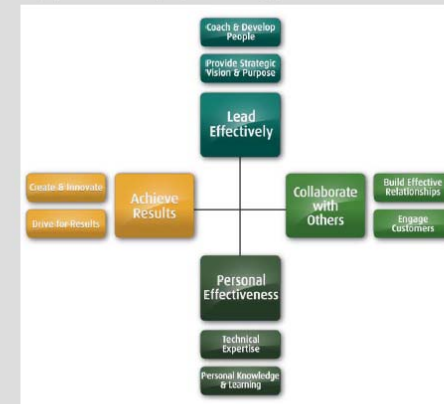 Coach & Develop
People
Provide Strategic
Vision & Purpose
Lead
Effectively
Create & Innovate
Drive for Results
Achieve
Results
Collaborate
with
Others
Build Effective
Relationships
Engage
Customers
Personal
Effectiveness
Technical
Expertise
Personal Knowledge
& Learning